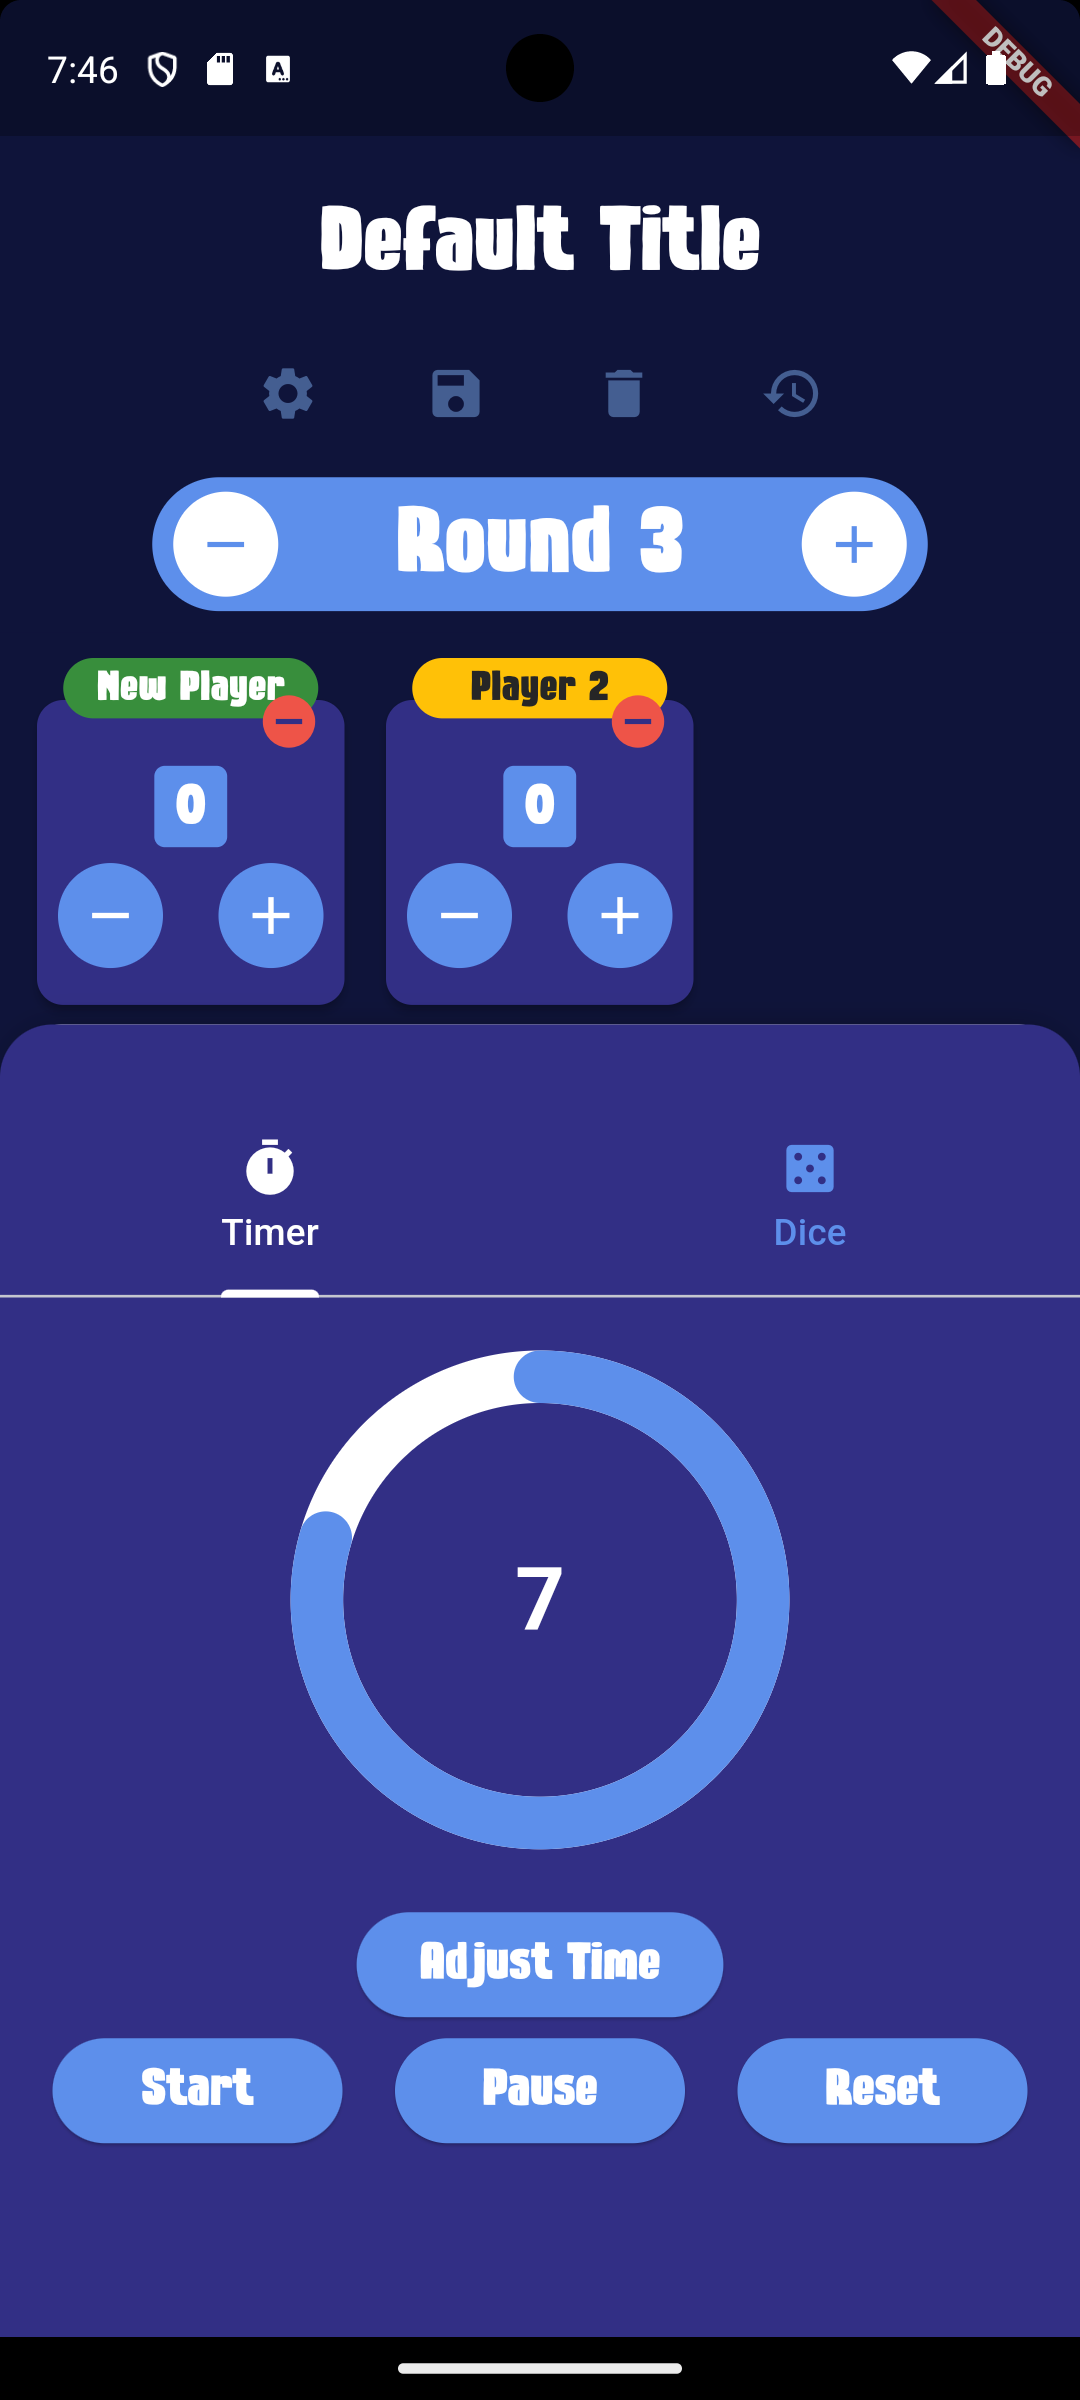 7:46
DEBUG
Default Title
Round 3
New Player
Player 2
0
0
Timer
Dice
7
Adjust Time
Start
Pause
Reset